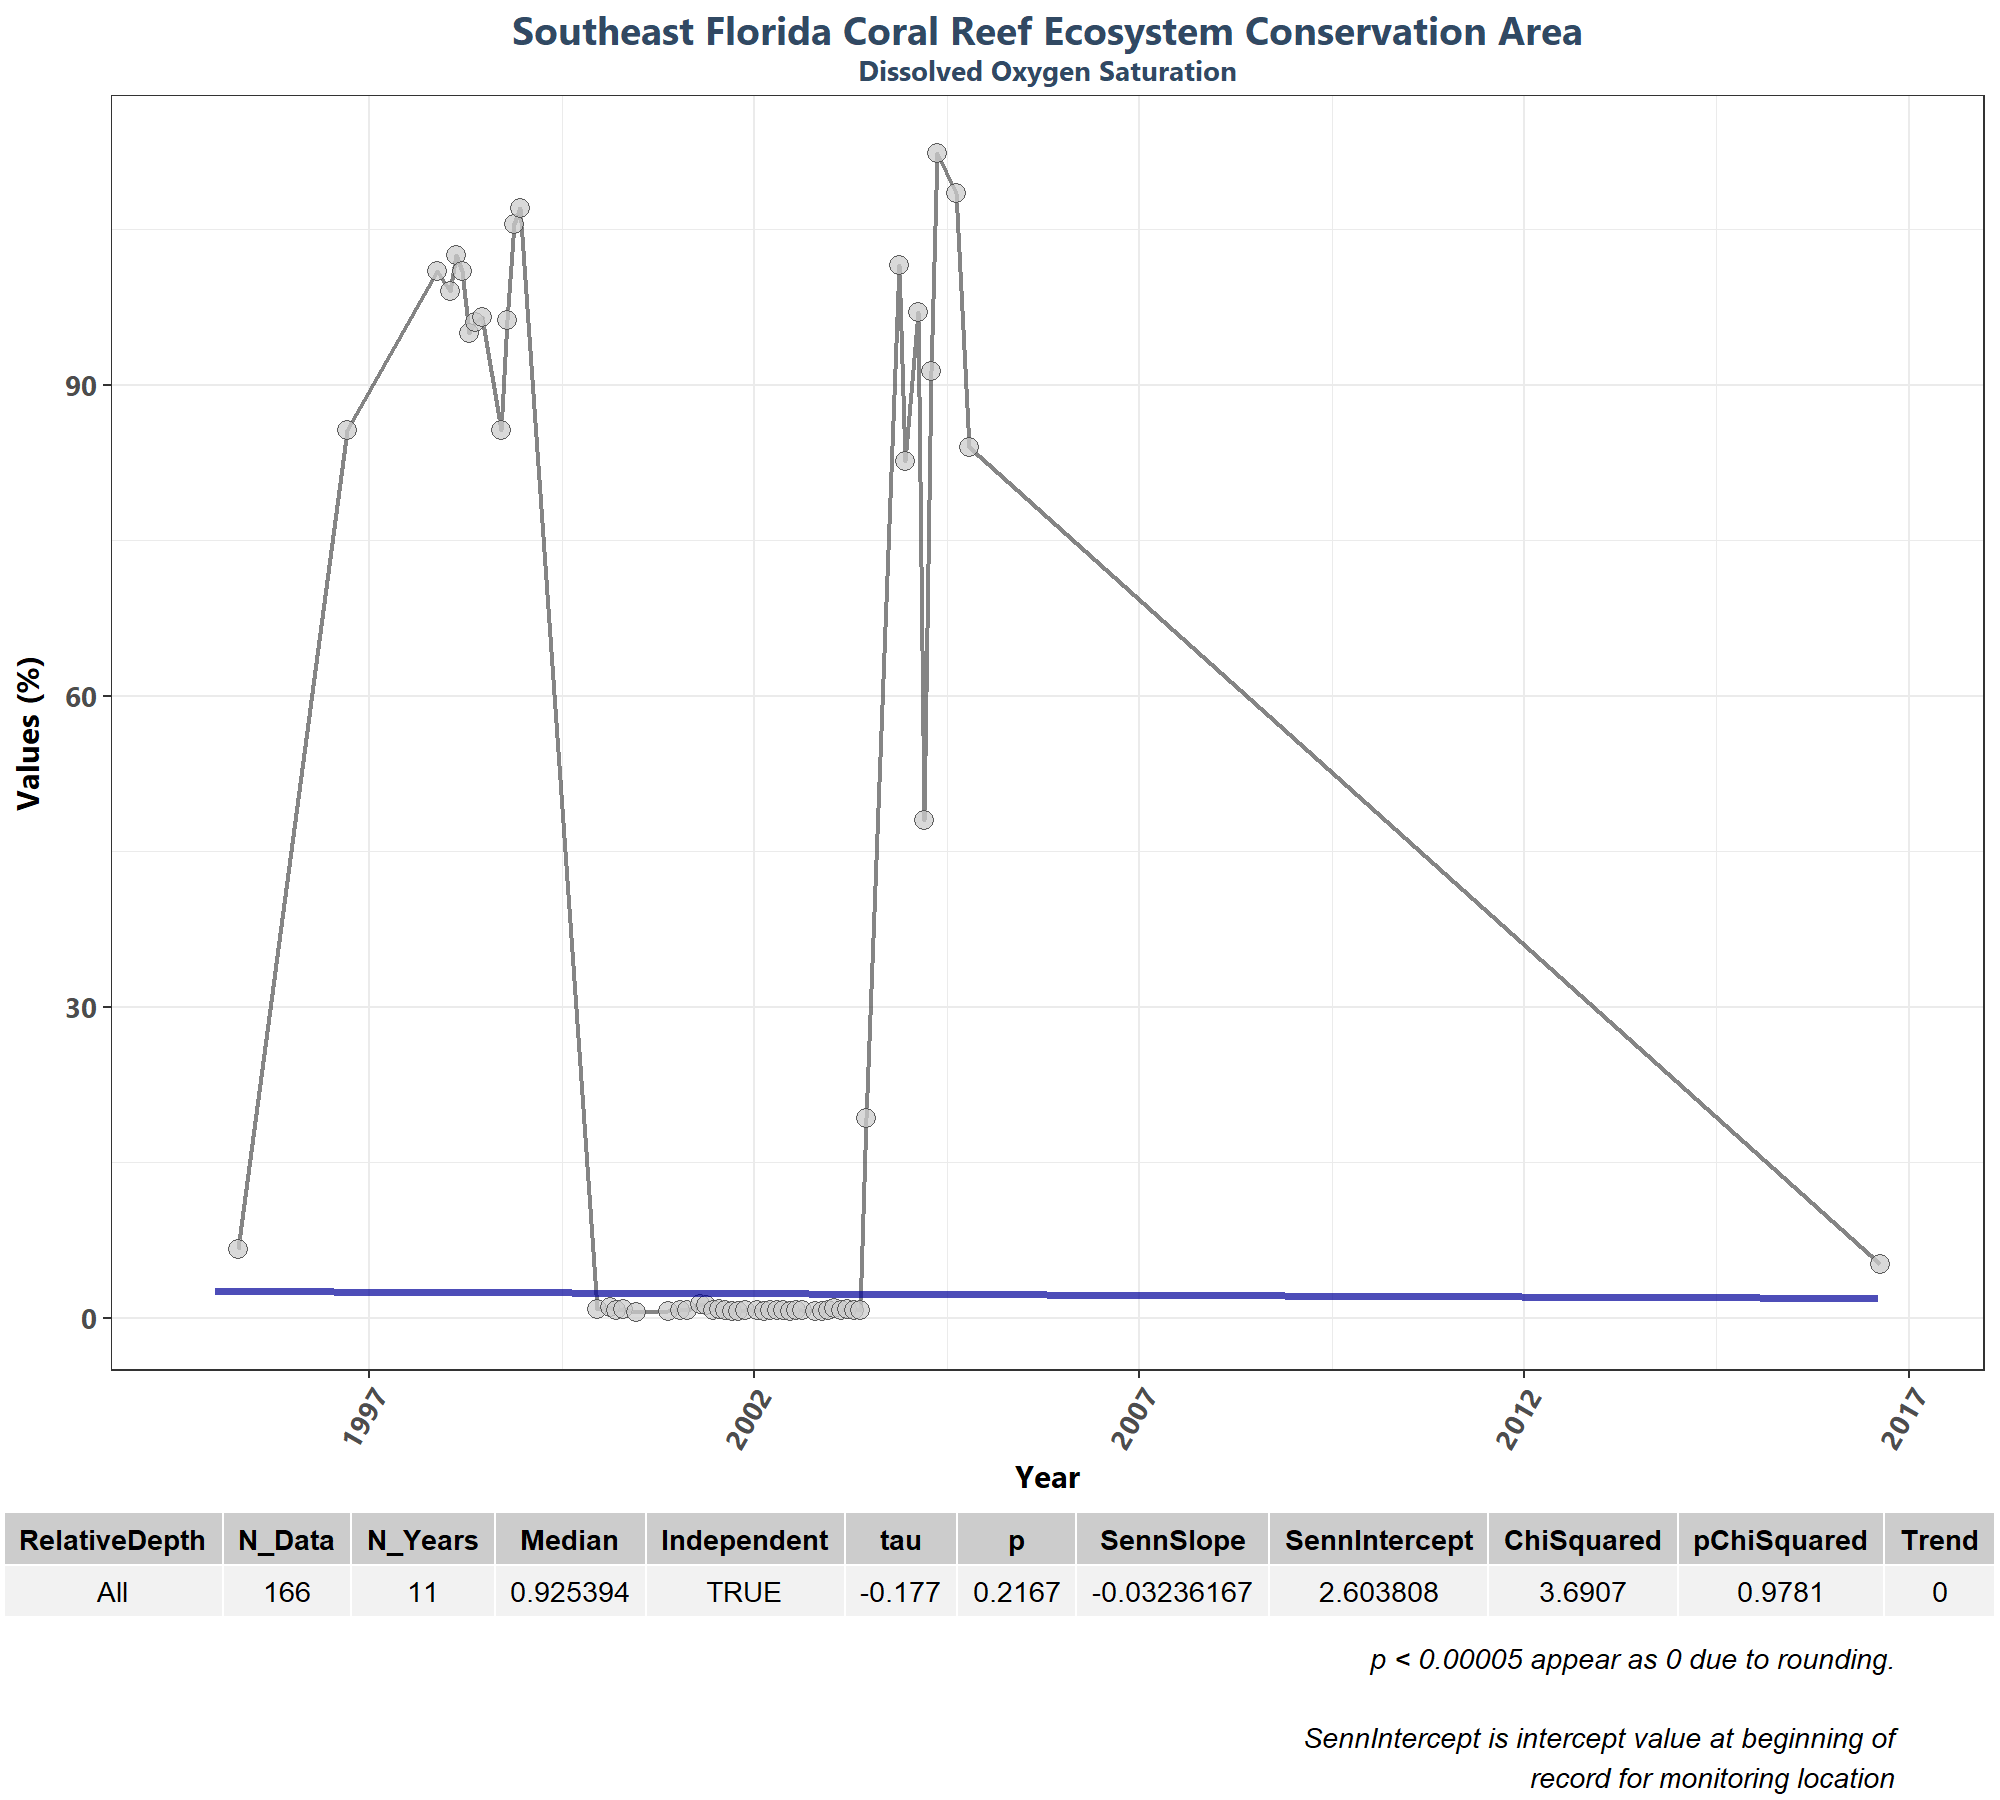 Southeast Florida Coral Reef Ecosystem Conservation Area
Dissolved Oxygen Saturation
Values (%)
90
60
30
0
1997 2002 2007 2012 2017
Year
RelativeDepth N_Data N_Years Median Independent tau p SennSlope SennIntercept ChiSquared pChiSquared Trend
All 166 11 0.925394 TRUE -0.177 0.2167 -0.03236167 2.603808 3.6907 0.9781 0
p < 0.00005 appear as 0 due to rounding.
SennIntercept is intercept value at beginning of
record for monitoring location